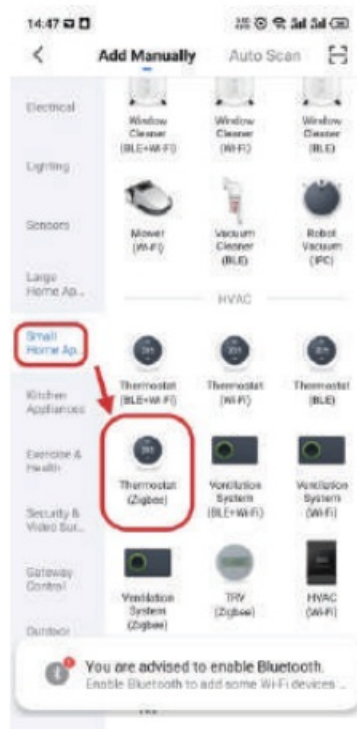 14:47
Add Manually
Auto Scan
Electrical
Lighting
Sensors
Large
Home Ap...
Small
Home Ap...
Kitchen
Appliances
Exercise &
Health
Security &
Video Sur...
Gateway
Control
Outdoor
Window
Cleaner
(BLE+Wi-Fi)
Window
Cleaner
(Wi-Fi)
Window
Cleaner
(BLE)
Mower
(Wi-Fi)
Vacuum
Cleaner
(BLE)
Robot
Vacuum
(IPC)
HVAC
Thermostat
(BLE+Wi-Fi)
Thermostat
(Wi-Fi)
Thermostat
(BLE)
Thermostat
(Zigbee)
Ventilation
System
(BLE+Wi-Fi)
Ventilation
System
(Wi-Fi)
Ventilation
System
(Zigbee)
TRV
(Zigbee)
HVAC
(Wi-Fi)
You are advised to enable Bluetooth.
Enable Bluetooth to add some Wi-Fi devices ...